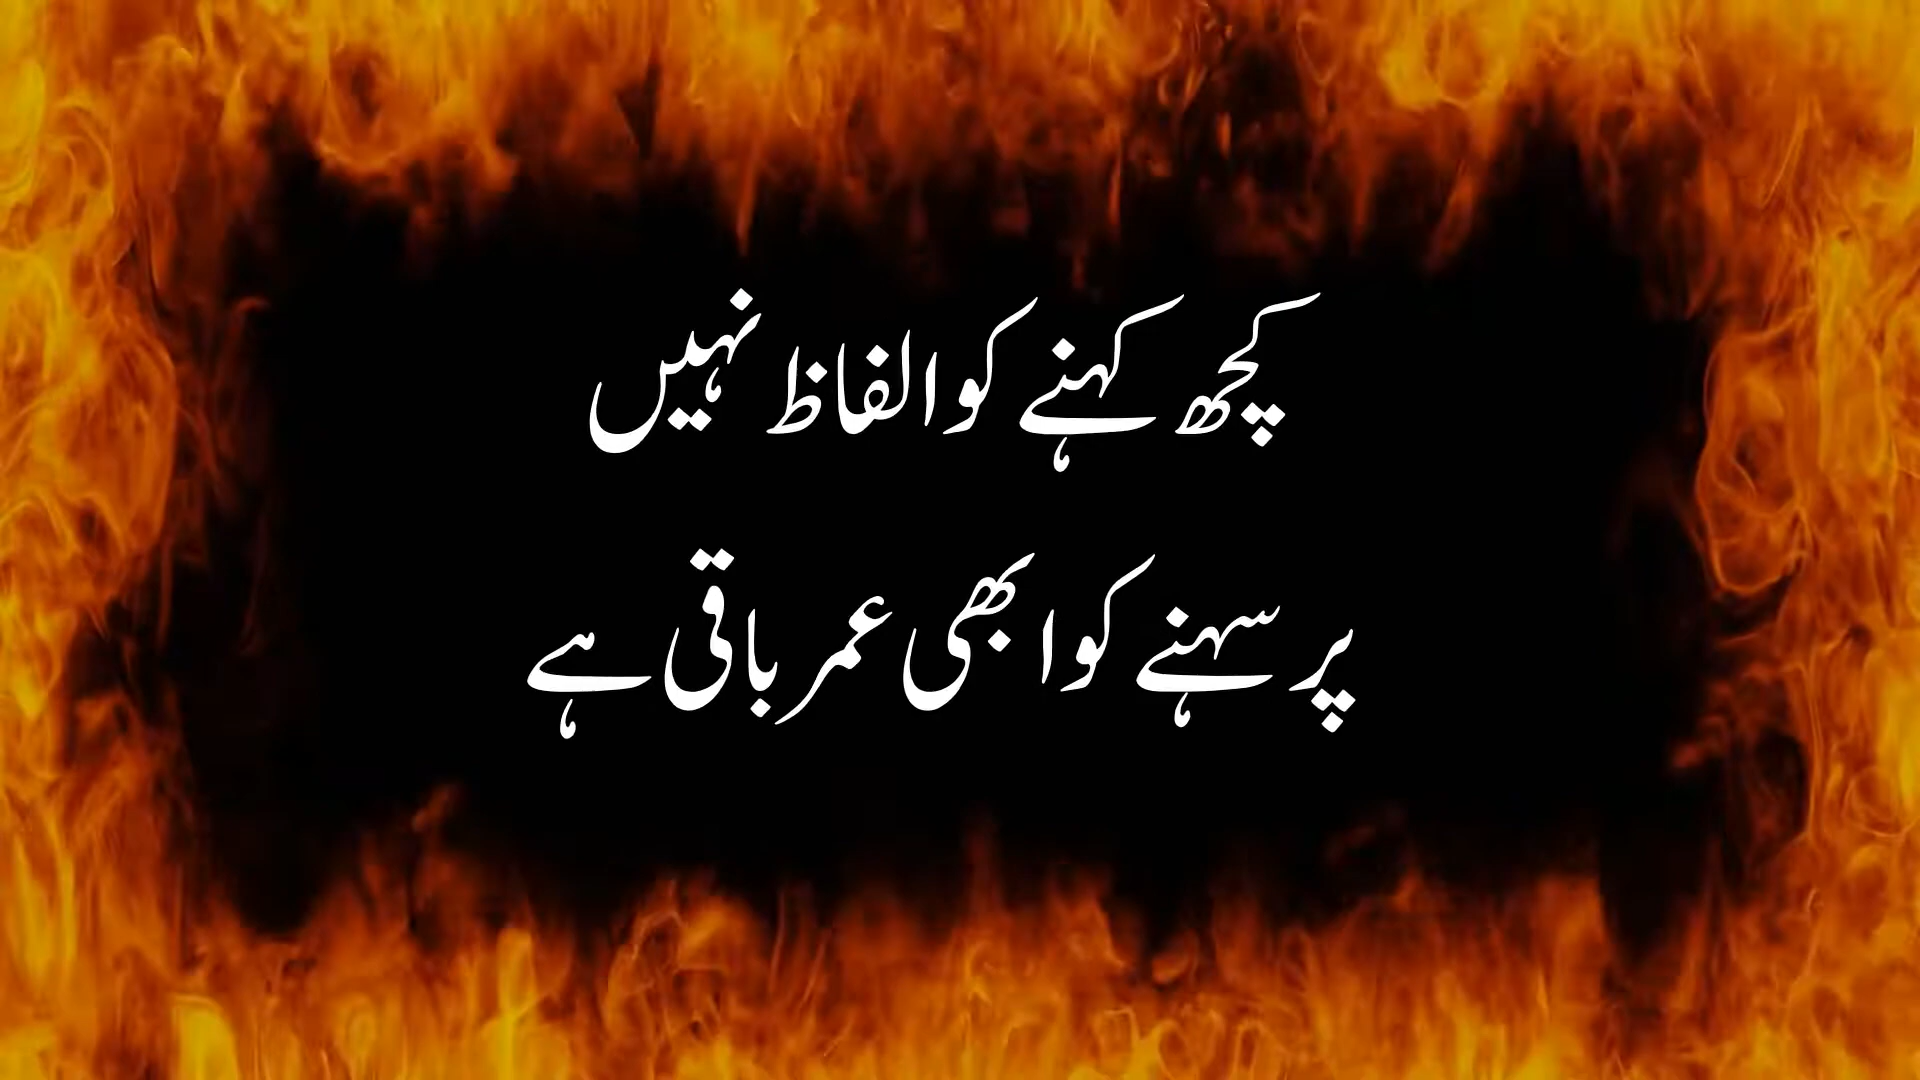 کچھ کہنے کو الفاظ نہیں
پر سہنے کو ابھی عمر باقی ہے